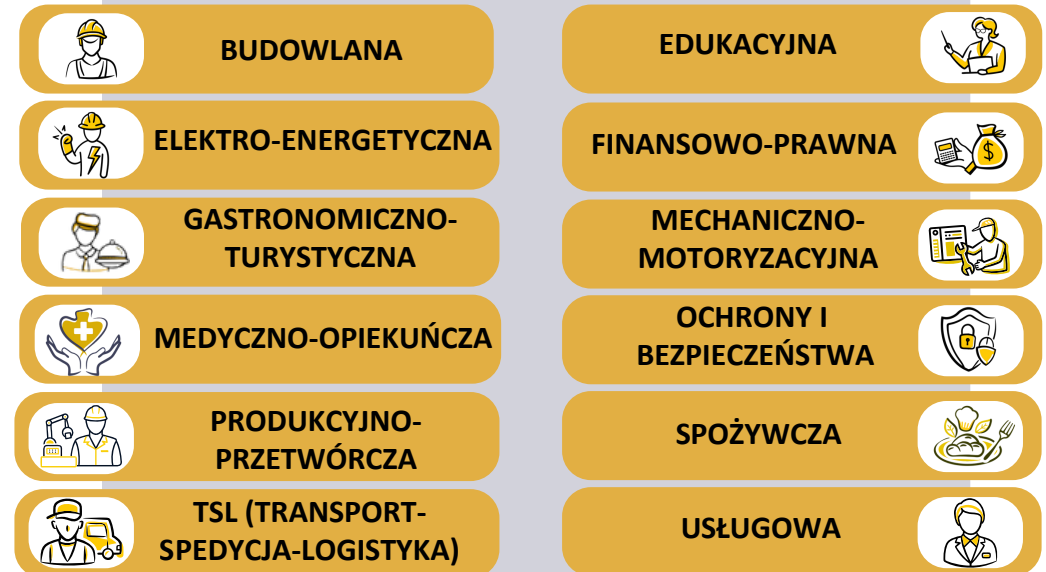 BUDOWLANA
EDUKACYJNA
ELEKTRO-ENERGETYCZNA
FINANSOWO-PRAWNA
GASTRONOMICZNO-
TURYSTYCZNA
MECHANICZNO-
MOTORYZACYJNA
MEDYCZNO-OPIEKUŃCZA
OCHRONY I
BEZPIECZEŃSTWA
PRODUKCYJNO-
PRZETWÓRCZA
SPOŻYWCZA
TSL (TRANSPORT-
SPEDYCJA-LOGISTYKA)
USŁUGOWA